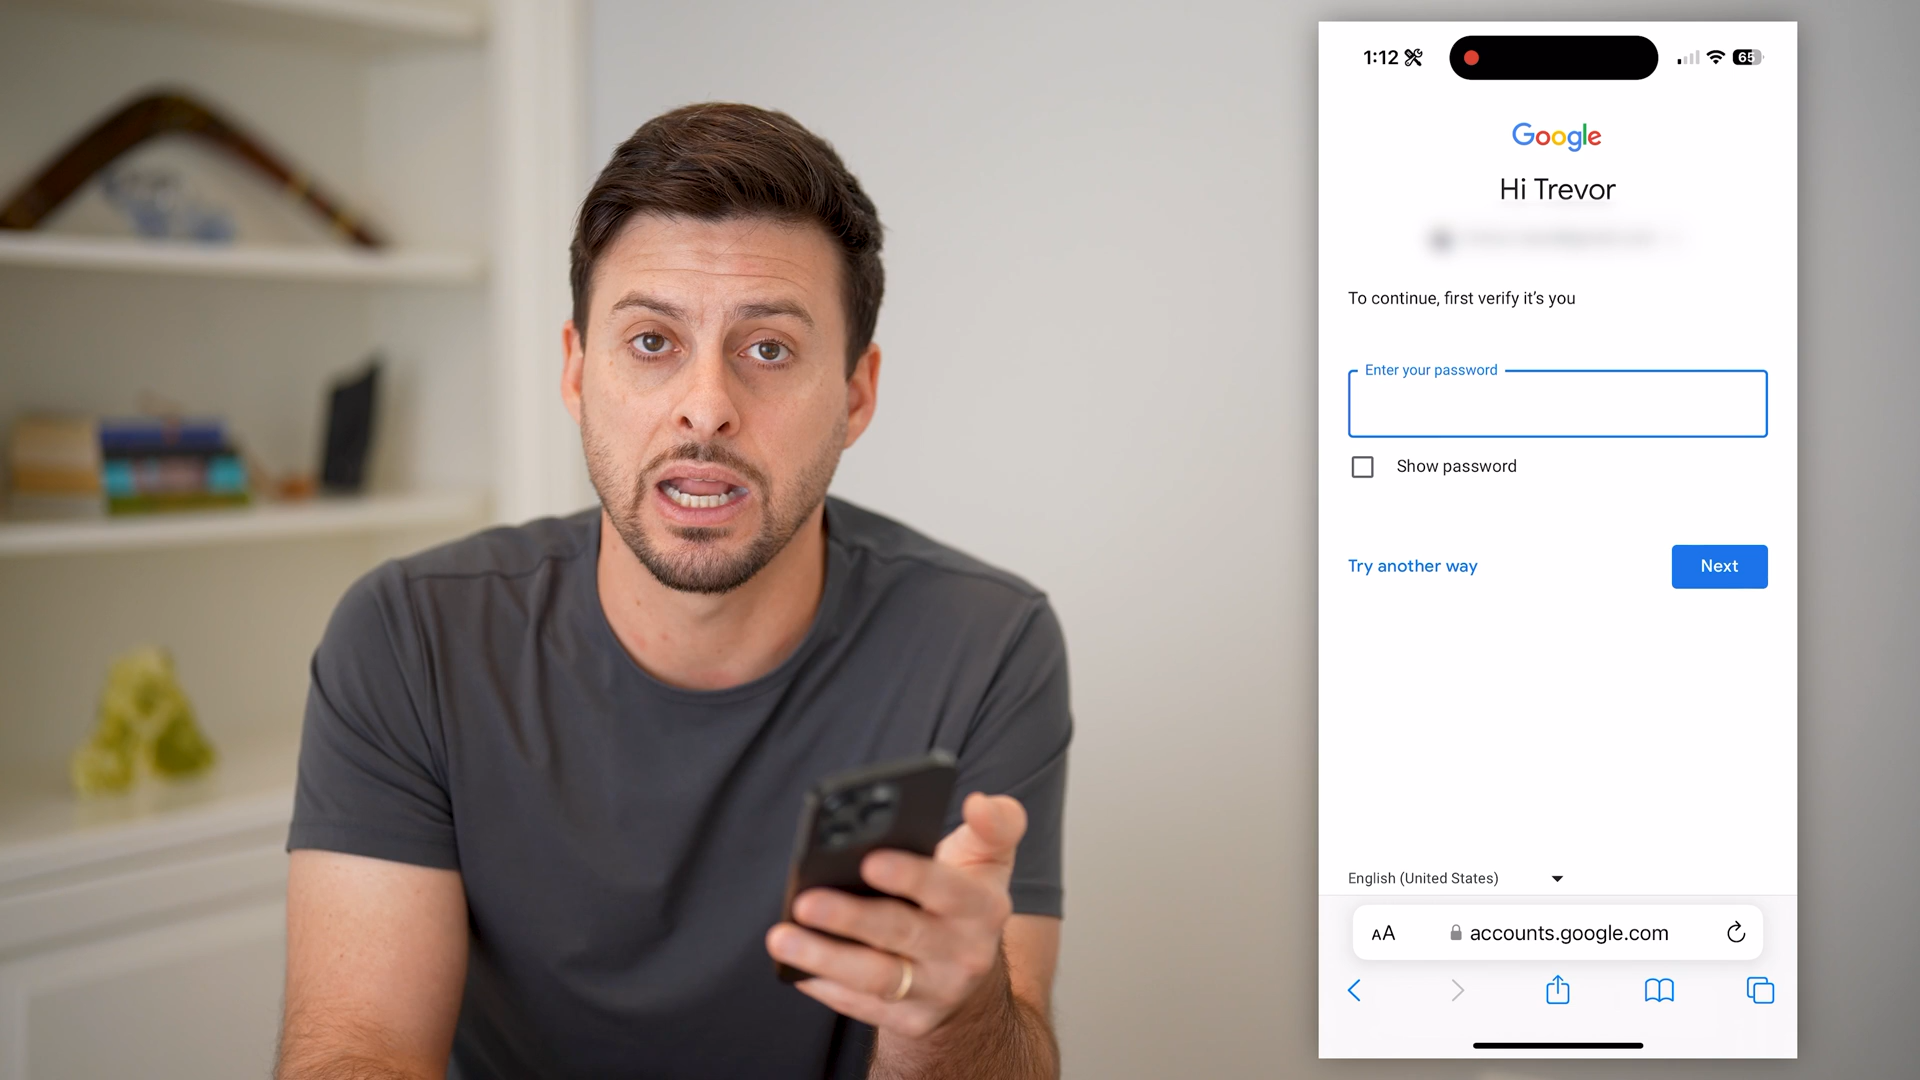 1:12
65
Google
Hi Trevor
To continue, first verify it's you
Enter your password
Show password
Try another way
Next
English (United States)
AA
accounts.google.com